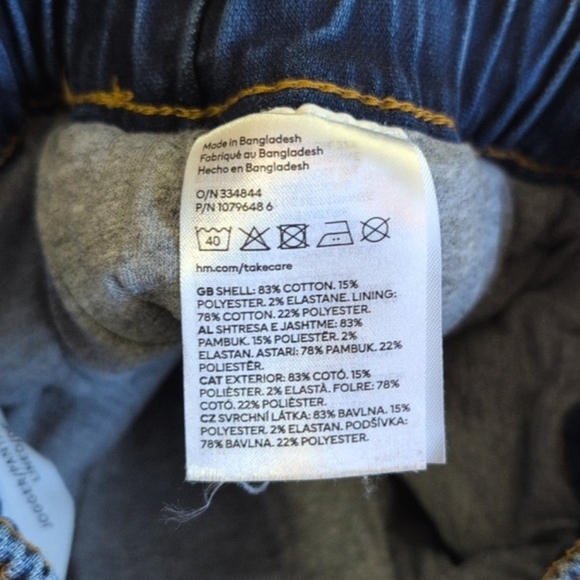 Made in Bangladesh
Fabriqué au Bangladesh
Hecho en Bangladesh
O/N 334844
P/N 1079648 6
40
hm.com/takecare
GB SHELL: 83% COTTON. 15%
POLYESTER. 2% ELASTANE. LINING:
78% COTTON. 22% POLYESTER.
AL SHTRESA E JASHTME: 83%
PAMBUK. 15% POLIESTËR. 2%
ELASTAN. ASTARI: 78% PAMBUK. 22%
POLIESTËR.
CAT EXTERIOR: 83% COTÓ. 15%
POLIÈSTER. 2% ELASTÀ. FOLRE: 78%
COTÓ. 22% POLIÈSTER.
CZ SVRCHNÍ LÁTKA: 83% BAVLNA. 15%
POLYESTER. 2% ELASTAN. PODŠÍVKA:
78% BAVLNA. 22% POLYESTER.